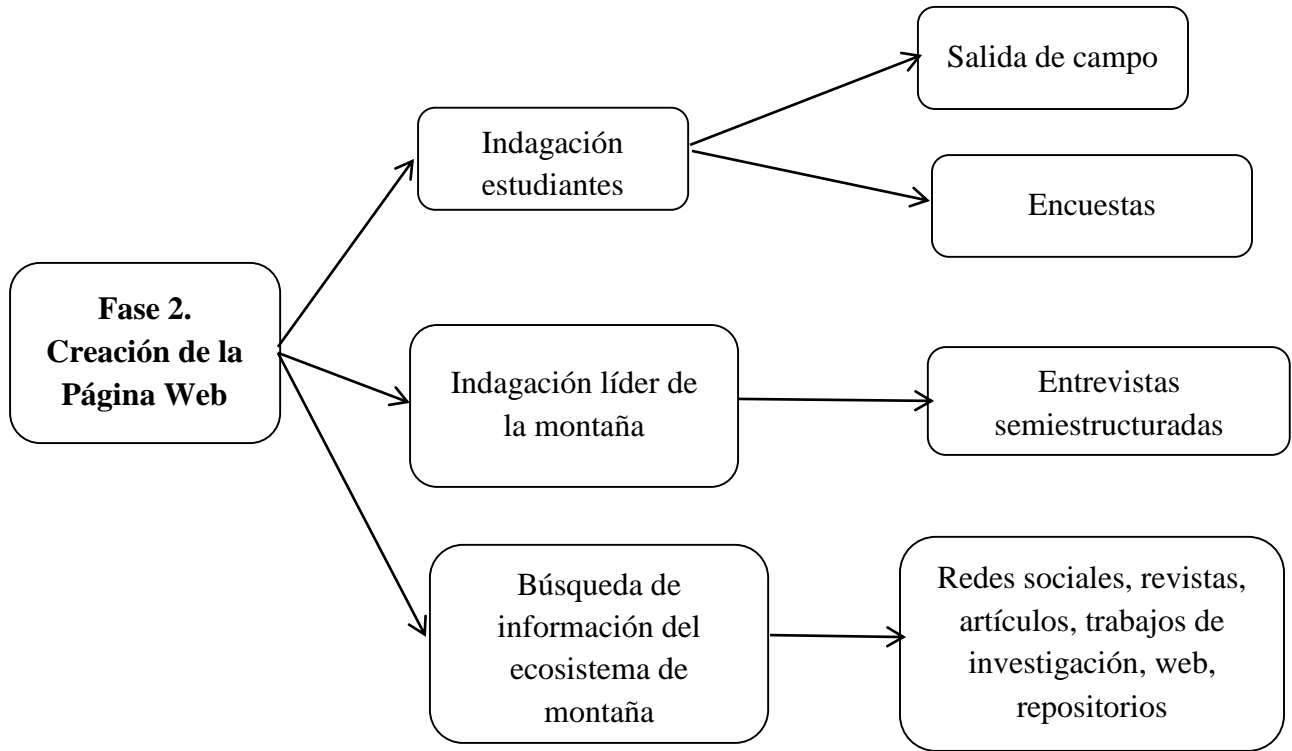 Fase 2.
Creación de la
Página Web
Indagación
estudiantes
Salida de campo
Encuestas
Indagación líder de
la montaña
Entrevistas
semiestructuradas
Búsqueda de
información del
ecosistema de
montaña
Redes sociales, revistas,
artículos, trabajos de
investigación, web,
repositorios